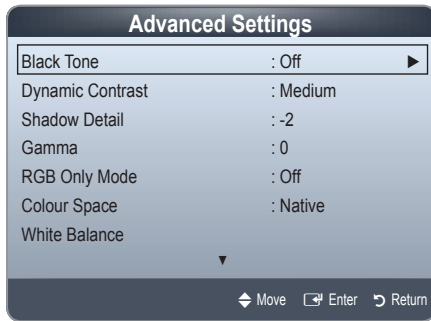 Advanced Settings
Black Tone : Off ►
Dynamic Contrast : Medium
Shadow Detail : -2
Gamma : 0
RGB Only Mode : Off
Colour Space : Native
White Balance
▼
Move Enter Return